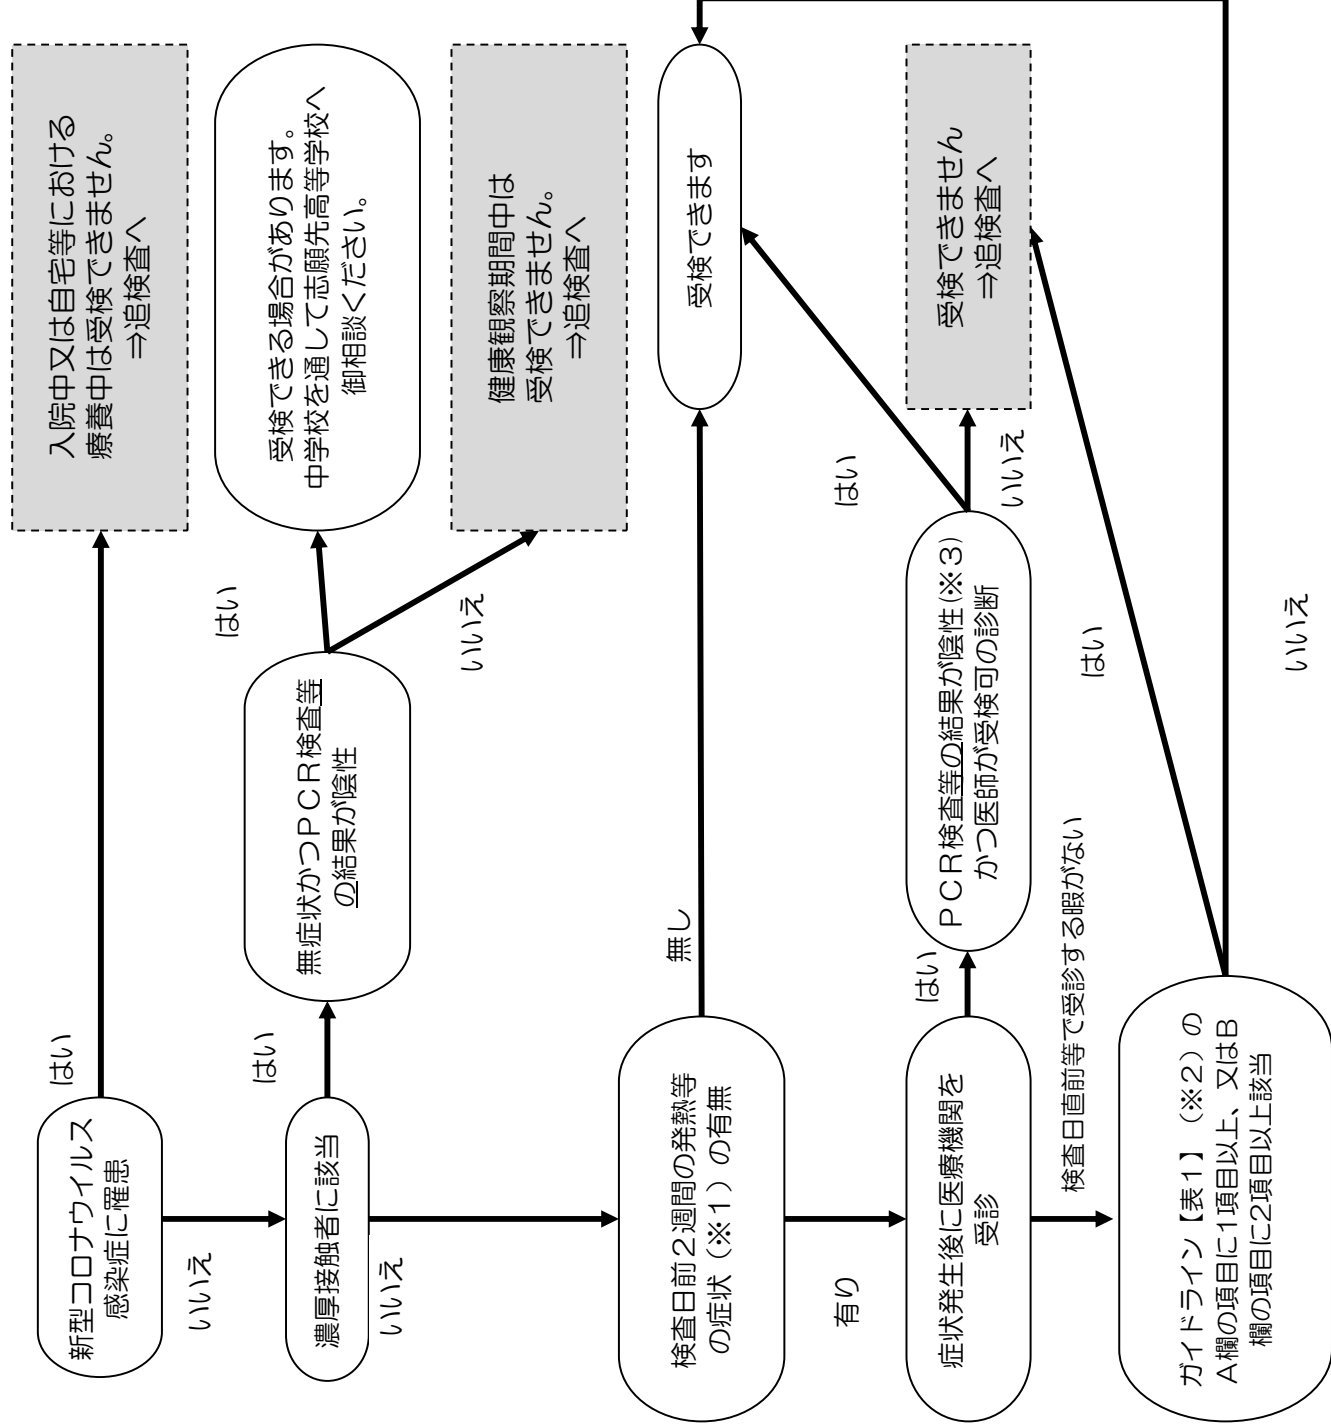 新型コロナウイルス
感染症に罹患
はい
入院中又は自宅等における
療養中は受検できません。
⇒追検査へ
いいえ
濃厚接触者に該当
はい
無症状かつPCR検査等
の結果が陰性
はい
受検できる場合があります。
中学校を通して志願先高等学校へ
御相談ください。
いいえ
健康観察期間中は
受検できません。
⇒追検査へ
いいえ
検査日前2週間の発熱等
の症状（※1）の有無
無し
受検できます
有り
症状発生後に医療機関を
受診
はい
PCR検査等の結果が陰性(※3)
かつ医師が受検可の診断
はい
いいえ
受検できません
⇒追検査へ
検査日直前等で受診する暇がない
ガイドライン【表1】（※2）の
A欄の項目に1項目以上、又はB
欄の項目に2項目以上該当
はい
いいえ